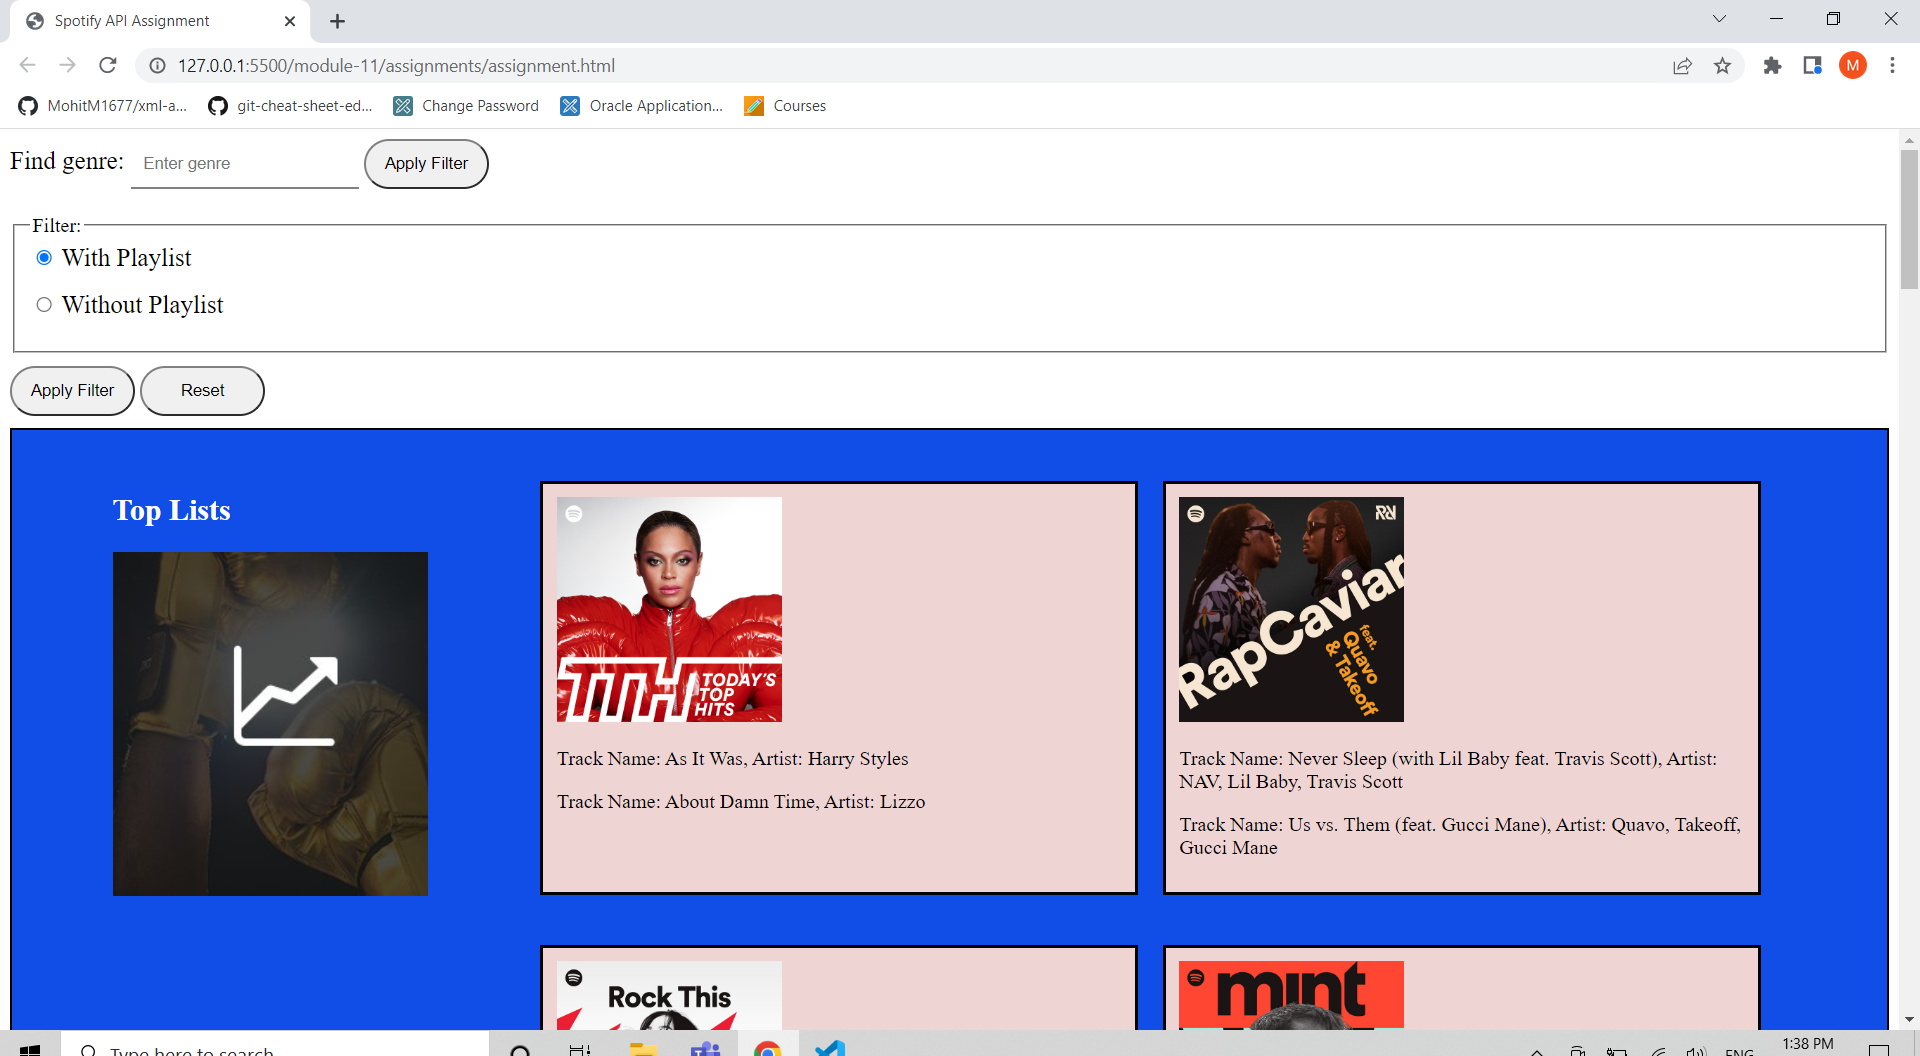 Spotify API Assignment
127.0.0.1:5500/module-11/assignments/assignment.html
M
MohitM1677/xml-a...
git-cheat-sheet-ed...
Change Password
Oracle Application...
Courses
Find genre: Enter genre Apply Filter
Filter:
With Playlist
Without Playlist
Apply Filter Reset
Top Lists
TTH TODAY'S
TOP
HITS
Track Name: As It Was, Artist: Harry Styles
Track Name: About Damn Time, Artist: Lizzo
RapCaviar
feat.
Quavo
& Takeoff
Track Name: Never Sleep (with Lil Baby feat. Travis Scott), Artist:
NAV, Lil Baby, Travis Scott
Track Name: Us vs. Them (feat. Gucci Mane), Artist: Quavo, Takeoff,
Gucci Mane
Rock This
mint
Type here to search
ENG
1:38 PM